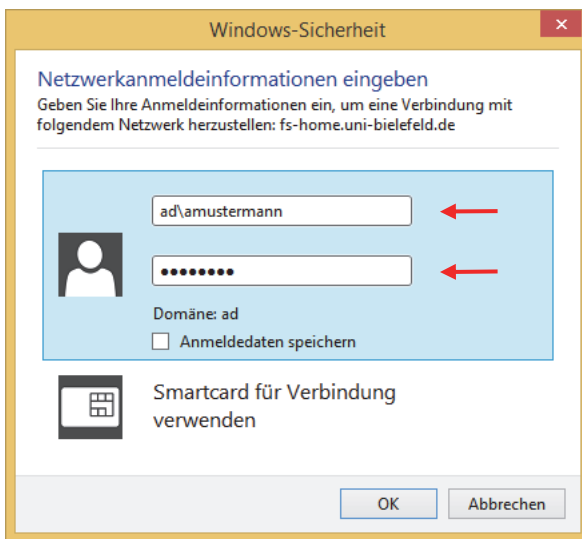 Windows-Sicherheit
Netzwerkanmeldeinformationen eingeben
Geben Sie Ihre Anmeldeinformationen ein, um eine Verbindung mit
folgendem Netzwerk herzustellen: fs-home.uni-bielefeld.de
ad\amustermann
●●●●●●●●
Domäne: ad
Anmeldedaten speichern
Smartcard für Verbindung
verwenden
OK
Abbrechen